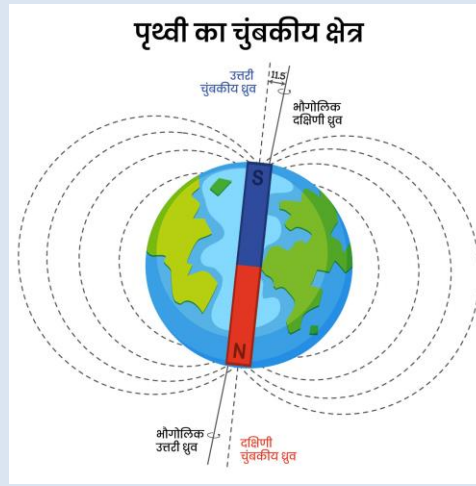 पृथ्वी का चुंबकीय क्षेत्र
उत्तरी
चुंबकीय ध्रुव
11.5
भौगोलिक
दक्षिणी ध्रुव
S
N
भौगोलिक
उत्तरी ध्रुव
दक्षिणी
चुंबकीय ध्रुव